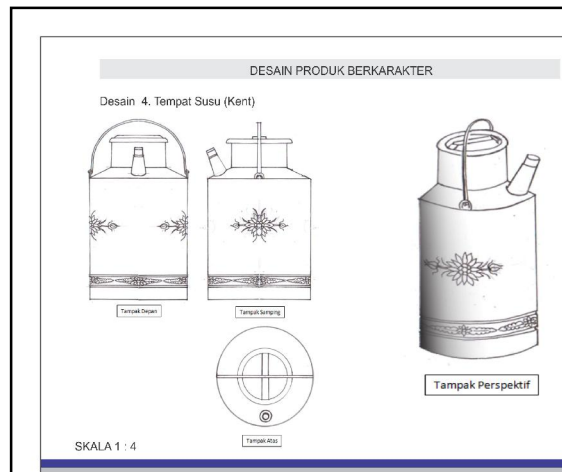 DESAIN PRODUK BERKARAKTER
Desain 4. Tempat Susu (Kent)
Tampak Depan
Tampak Samping
Tampak Perspektif
Tampak Atas
SKALA 1 : 4